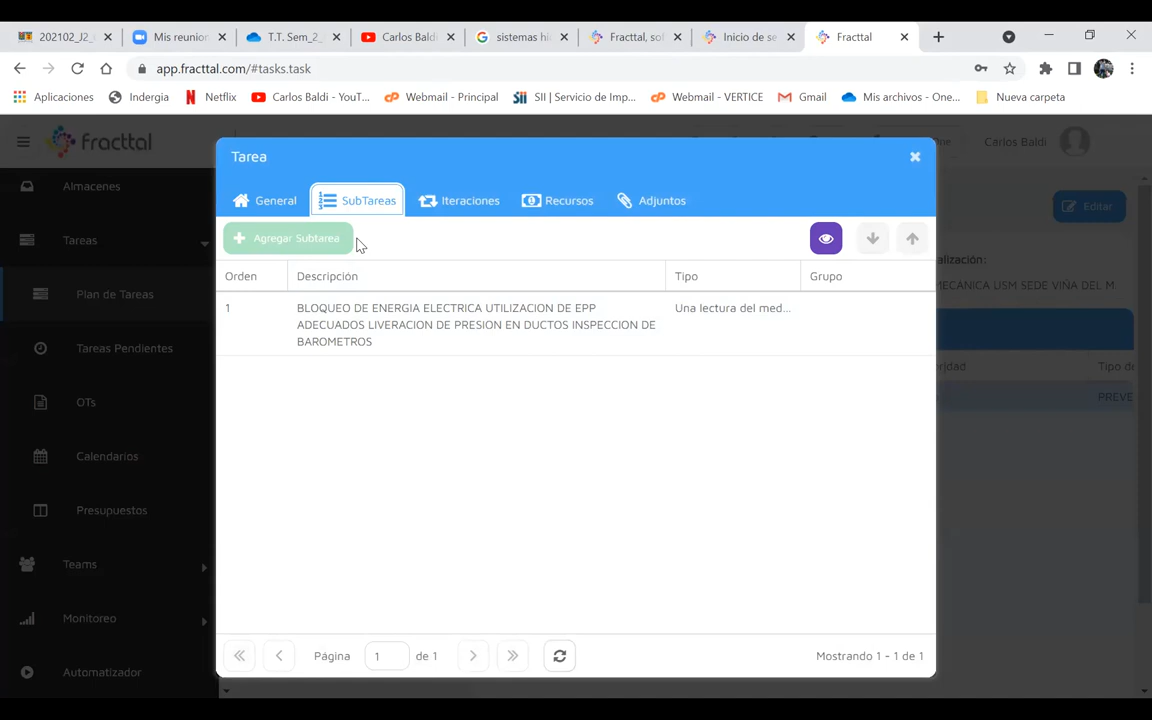 202102_J2_
Mis reunion
T.T. Sem_2_
Carlos Baldi
sistemas hi
Fracttal, so
Inicio de se
Fracttal
app.fracttal.com/#tasks.task
Aplicaciones
Indergia
Netflix
Carlos Baldi - YouT...
Webmail - Principal
SII | Servicio de Imp...
Webmail - VERTICE
Gmail
Mis archivos - One...
Nueva carpeta
fracttal
Carlos Baldi
Almacenes
Tareas
Plan de Tareas
Tareas Pendientes
OTs
Calendarios
Presupuestos
Teams
Monitoreo
Automatizador
Tarea
General
SubTareas
Iteraciones
Recursos
Adjuntos
+ Agregar Subtarea
Orden
Descripción
Tipo
Grupo
1
BLOQUEO DE ENERGIA ELECTRICA UTILIZACION DE EPP
ADECUADOS LIVERACION DE PRESION EN DUCTOS INSPECCION DE
BAROMETROS
Una lectura del med...
Página
1
de 1
Mostrando 1 - 1 de 1
Editar
alización:
MECANICA USM SEDE VIÑA DEL M
Tipo de
PREVE